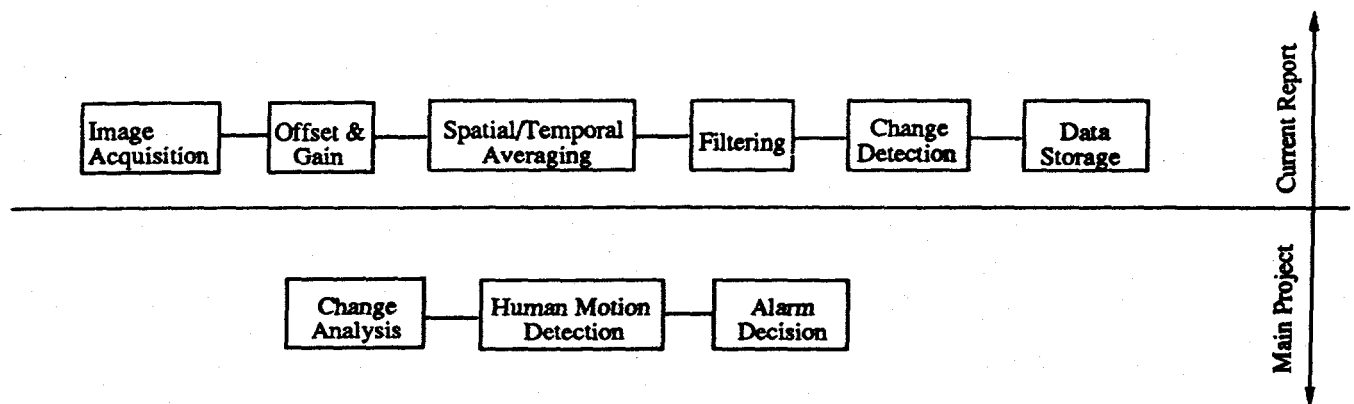 Image
Acquisition
Offset &
Gain
Spatial/Temporal
Averaging
Filtering
Change
Detection
Data
Storage
Current Report
Change
Analysis
Human Motion
Detection
Alarm
Decision
Main Project